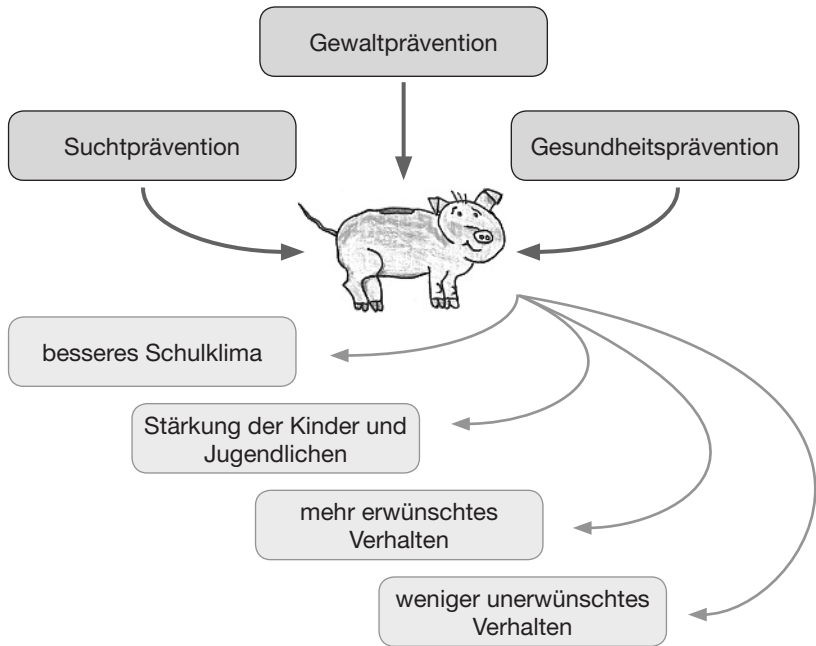 Gewaltprävention
Suchtprävention
Gesundheitsprävention
besseres Schulklima
Stärkung der Kinder und
Jugendlichen
mehr erwünschtes
Verhalten
weniger unerwünschtes
Verhalten